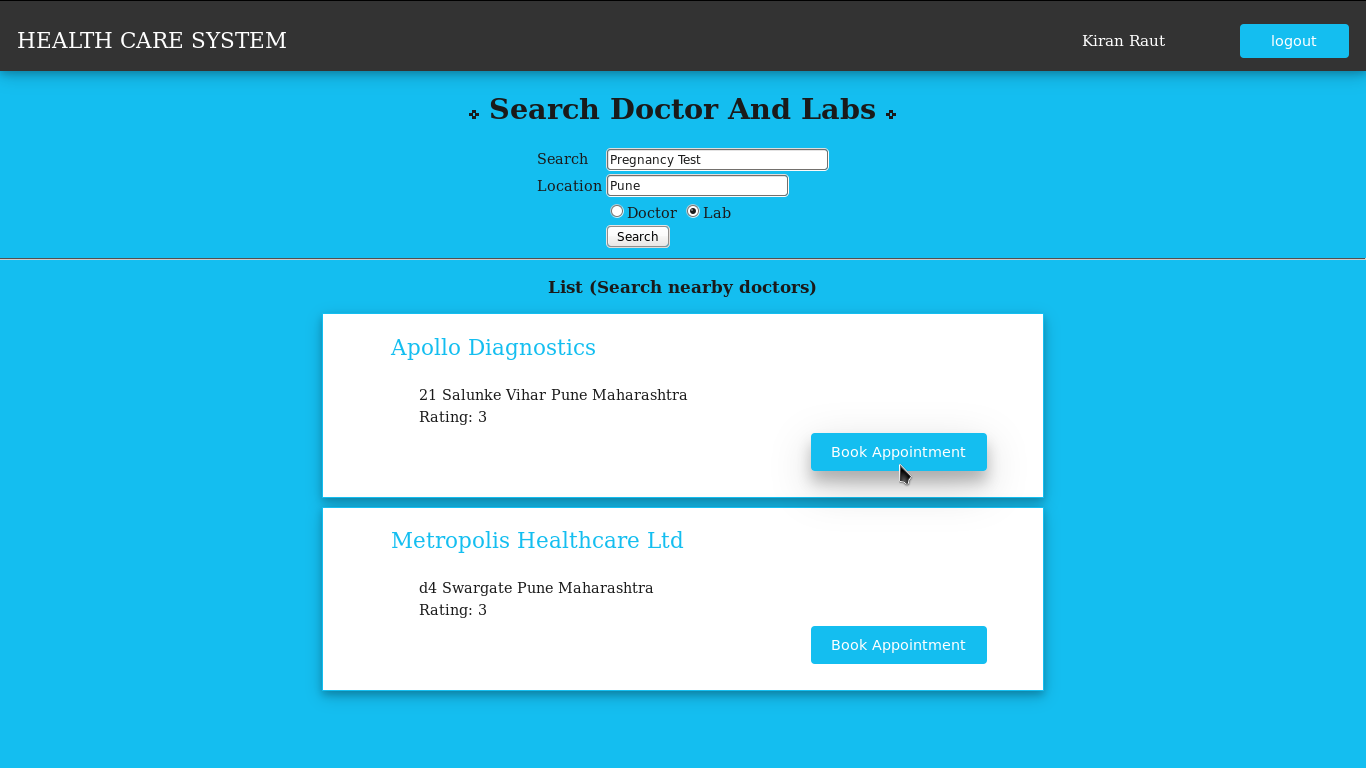 HEALTH CARE SYSTEM
Kiran Raut
logout
Search Doctor And Labs
Search Pregnancy Test
Location Pune
Doctor Lab
Search
List (Search nearby doctors)
Apollo Diagnostics
21 Salunke Vihar Pune Maharashtra
Rating: 3
Book Appointment
Metropolis Healthcare Ltd
d4 Swargate Pune Maharashtra
Rating: 3
Book Appointment